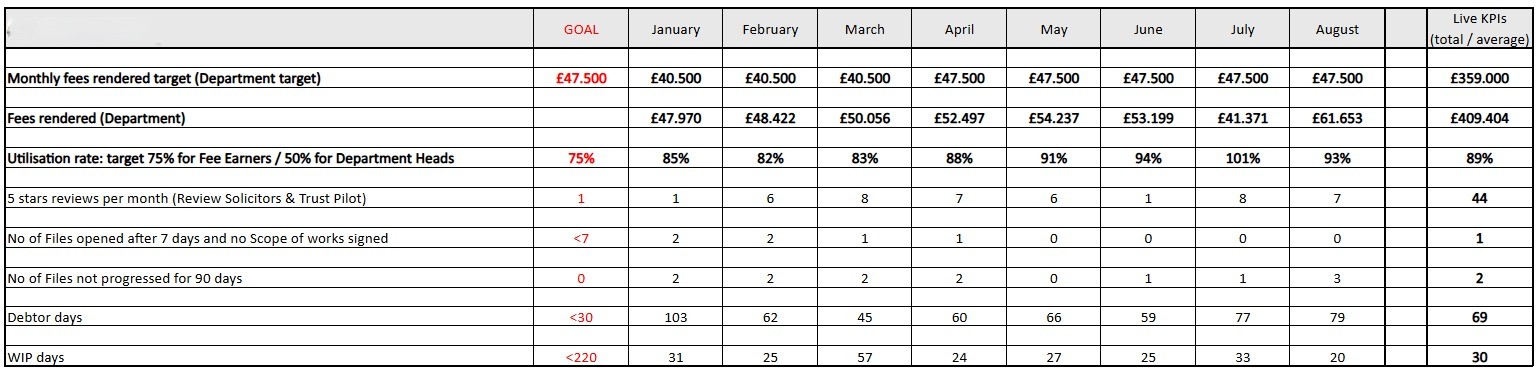 GOAL January February March April May June July August Live KPIs
(total / average)
Monthly fees rendered target (Department target) £47.500 £40.500 £40.500 £40.500 £47.500 £47.500 £47.500 £47.500 £47.500 £359.000
Fees rendered (Department) £47.970 £48.422 £50.056 £52.497 £54.237 £53.199 £41.371 £61.653 £409.404
Utilisation rate: target 75% for Fee Earners / 50% for Department Heads 75% 85% 82% 83% 88% 91% 94% 101% 93% 89%
5 stars reviews per month (Review Solicitors & Trust Pilot) 1 1 6 8 7 6 1 8 7 44
No of Files opened after 7 days and no Scope of works signed <7 2 2 1 1 0 0 0 0 1
No of Files not progressed for 90 days 0 2 2 2 2 0 1 1 3 2
Debtor days <30 103 62 45 60 66 59 77 79 69
WIP days <220 31 25 57 24 27 25 33 20 30